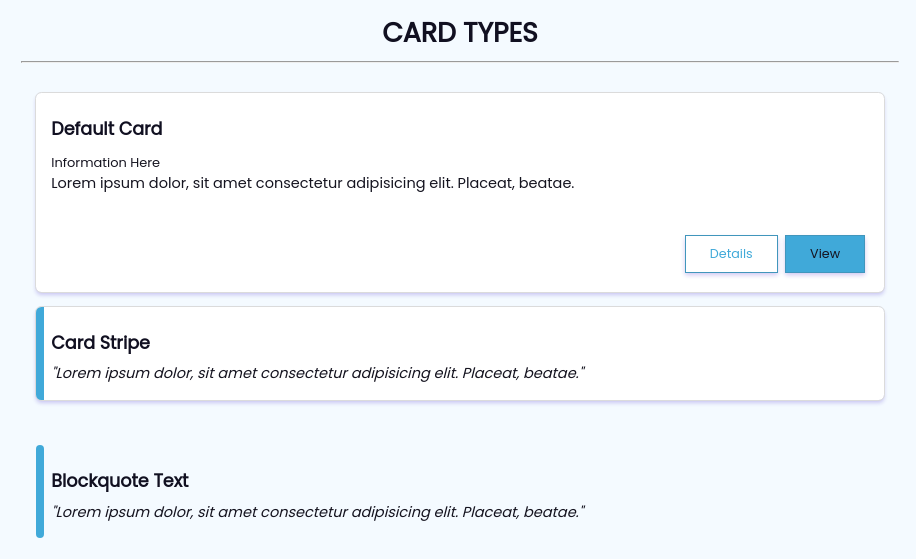 CARD TYPES
Default Card
Information Here
Lorem ipsum dolor, sit amet consectetur adipisicing elit. Placeat, beatae.
Details View
Card Stripe
"Lorem ipsum dolor, sit amet consectetur adipisicing elit. Placeat, beatae."
Blockquote Text
"Lorem ipsum dolor, sit amet consectetur adipisicing elit. Placeat, beatae."